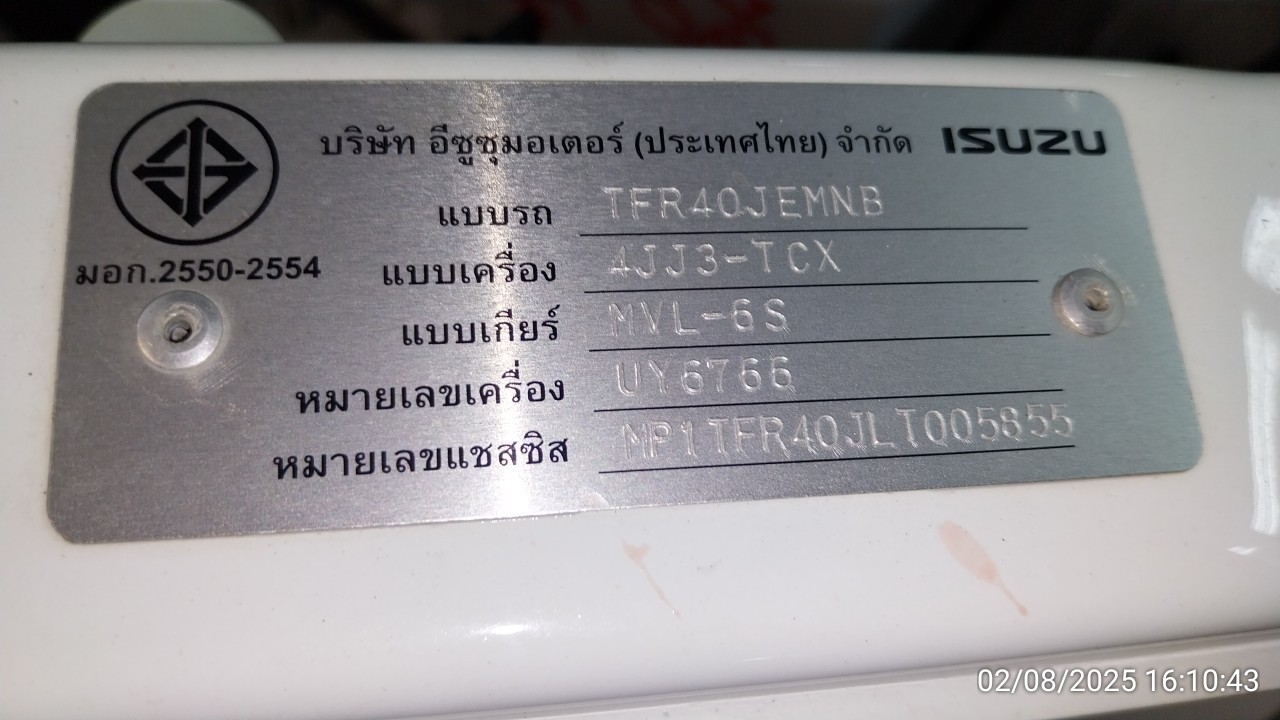 บริษัท อีซูซุมอเตอร์ (ประเทศไทย) จำกัด ISUZU
แบบรถ TFR40JEMNB
มอก.2550-2554 แบบเครื่อง 4JJ3-TCX
แบบเกียร์ MVL-6S
หมายเลขเครื่อง UY6766
หมายเลขแชสซิส MP1TFR40JLT005855
02/08/2025 16:10:43